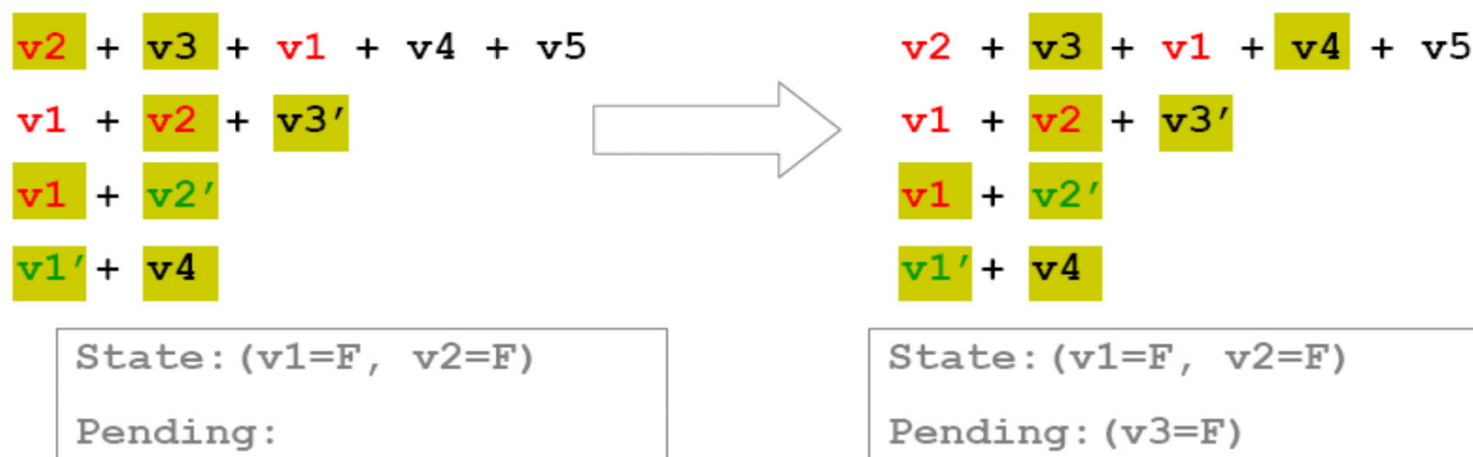 v2 + v3 + v1 + v4 + v5
v1 + v2 + v3′
v1 + v2′
v1′ + v4
State:(v1=F, v2=F)
Pending:
v2 + v3 + v1 + v4 + v5
v1 + v2 + v3′
v1 + v2′
v1′ + v4
State:(v1=F, v2=F)
Pending:(v3=F)